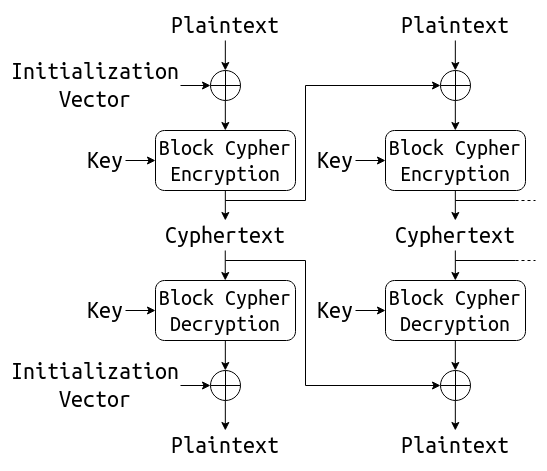 Plaintext
Plaintext
Initialization
Vector
Key
Block Cypher
Encryption
Key
Block Cypher
Encryption
Cyphertext
Cyphertext
Key
Block Cypher
Decryption
Key
Block Cypher
Decryption
Initialization
Vector
Plaintext
Plaintext